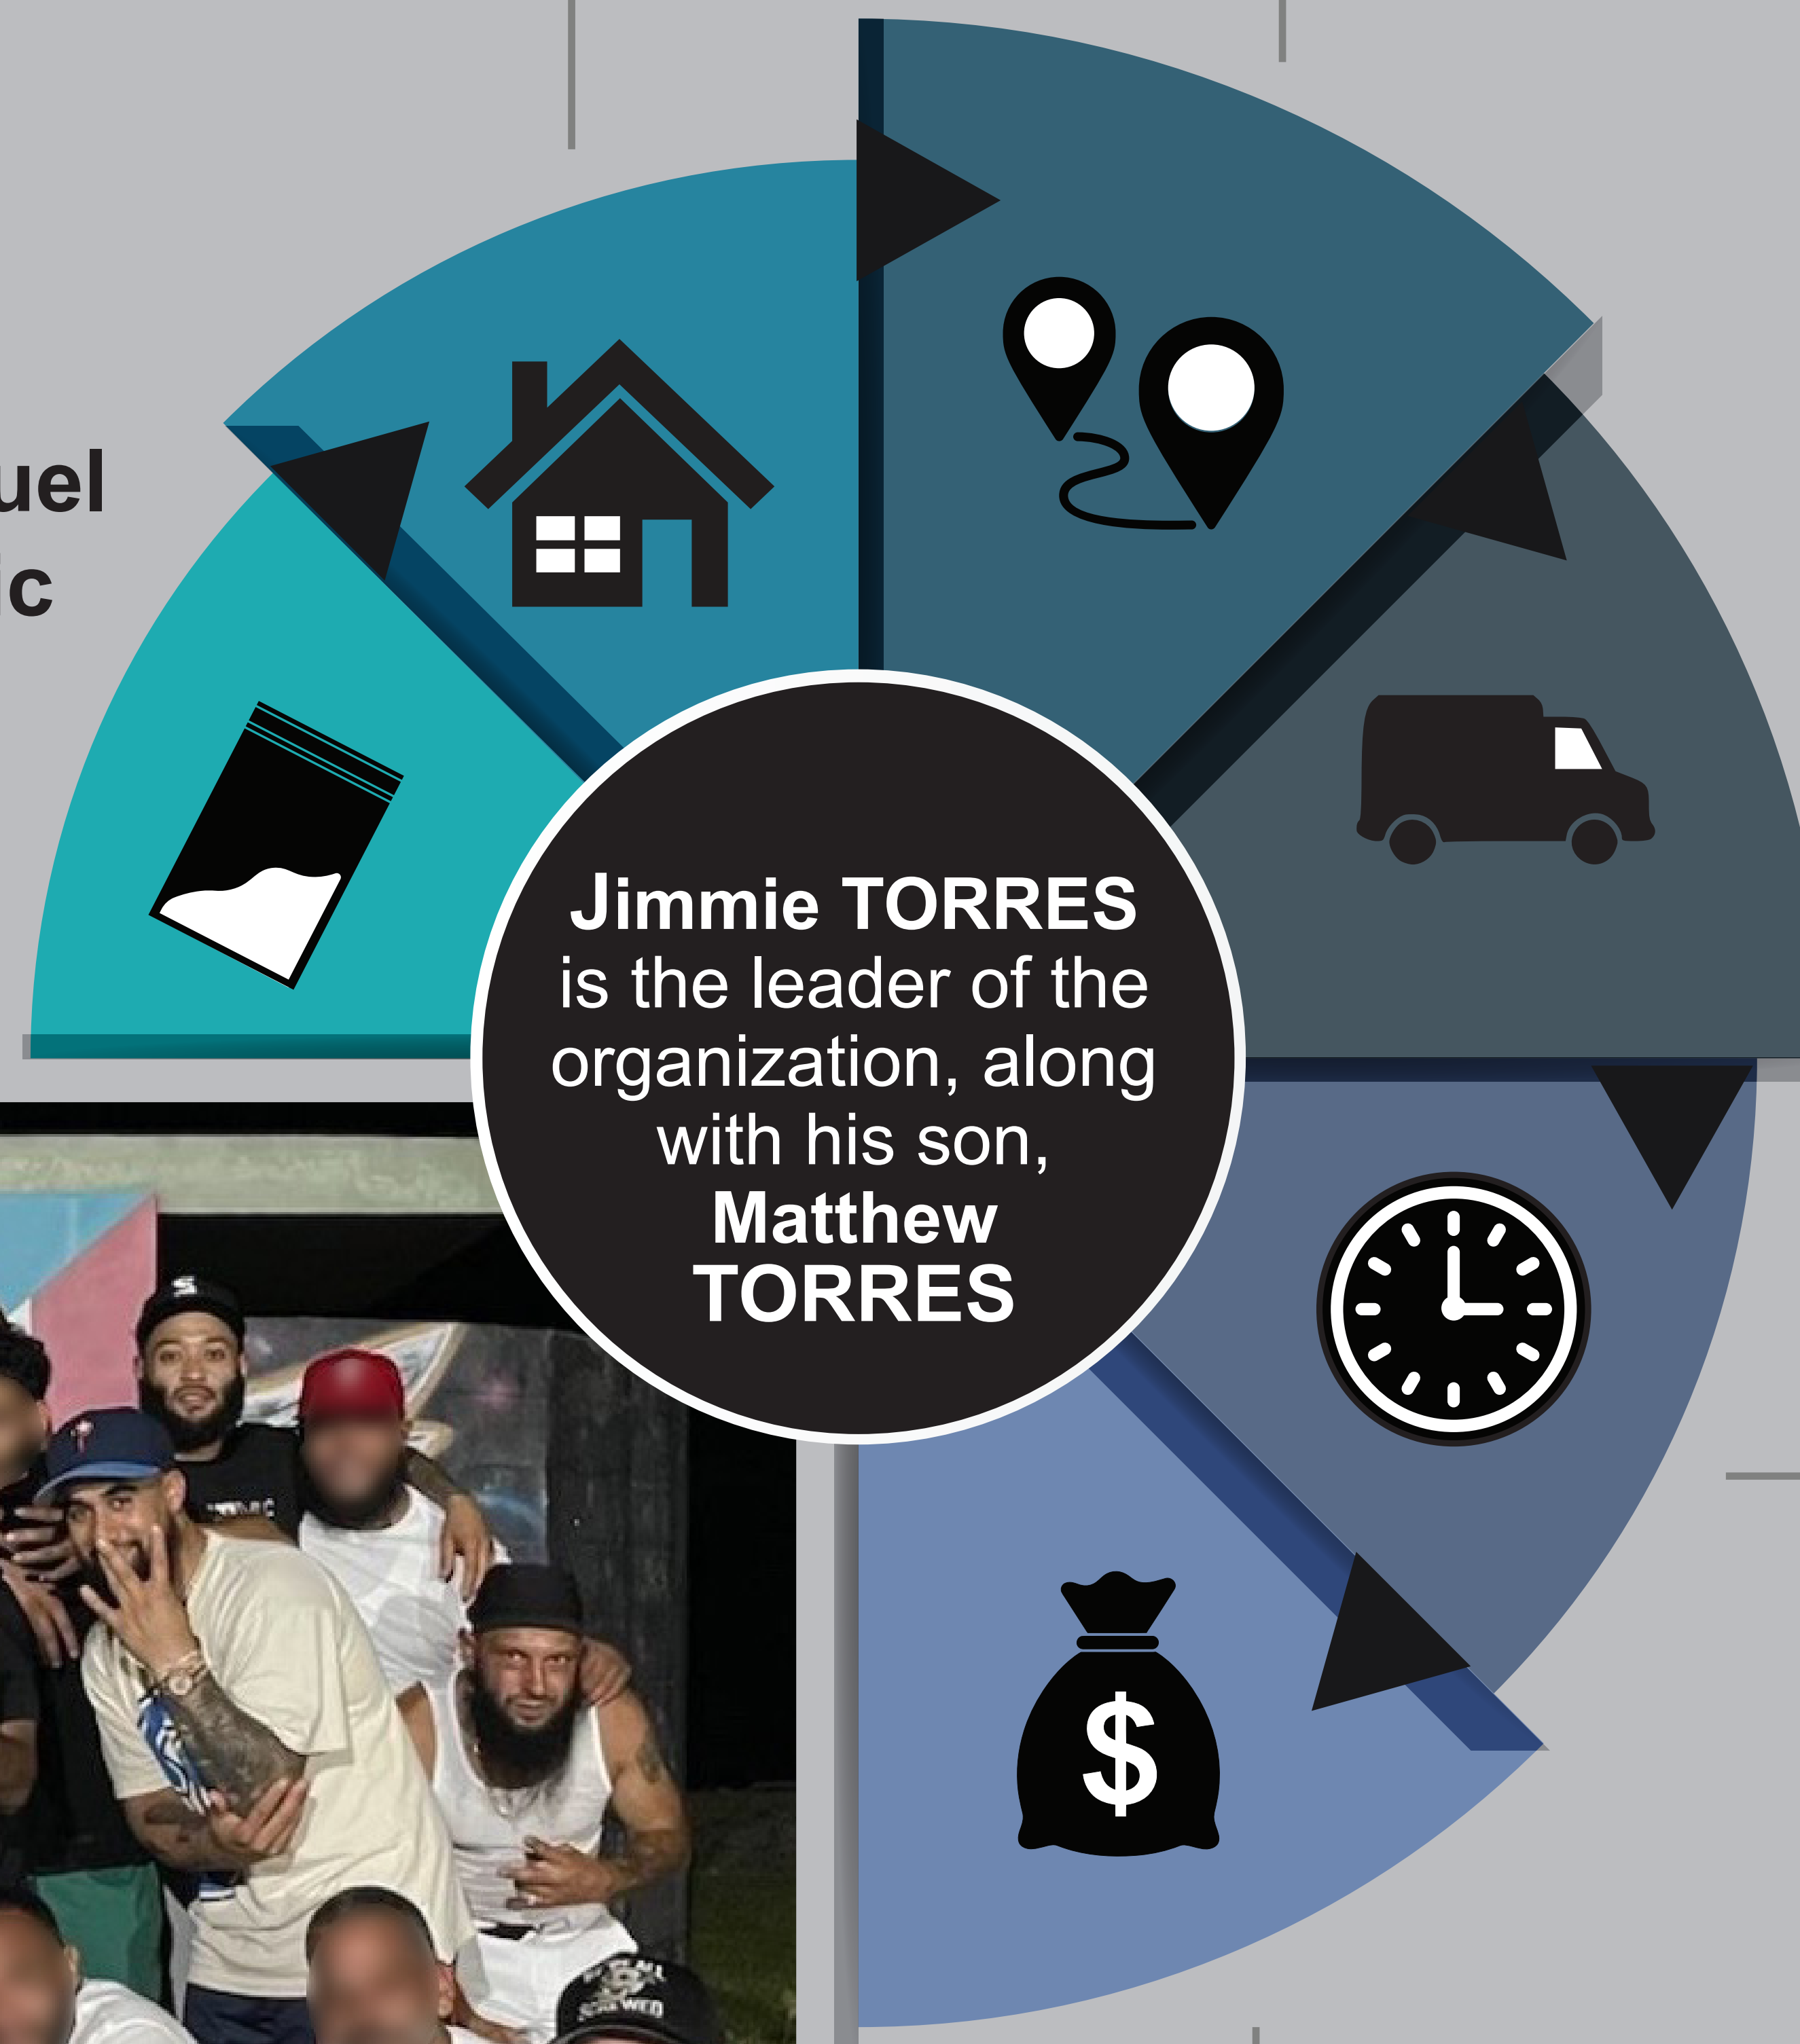 uel
ic
Jimmie TORRES
is the leader of the
organization, along
with his son,
Matthew
TORRES
$